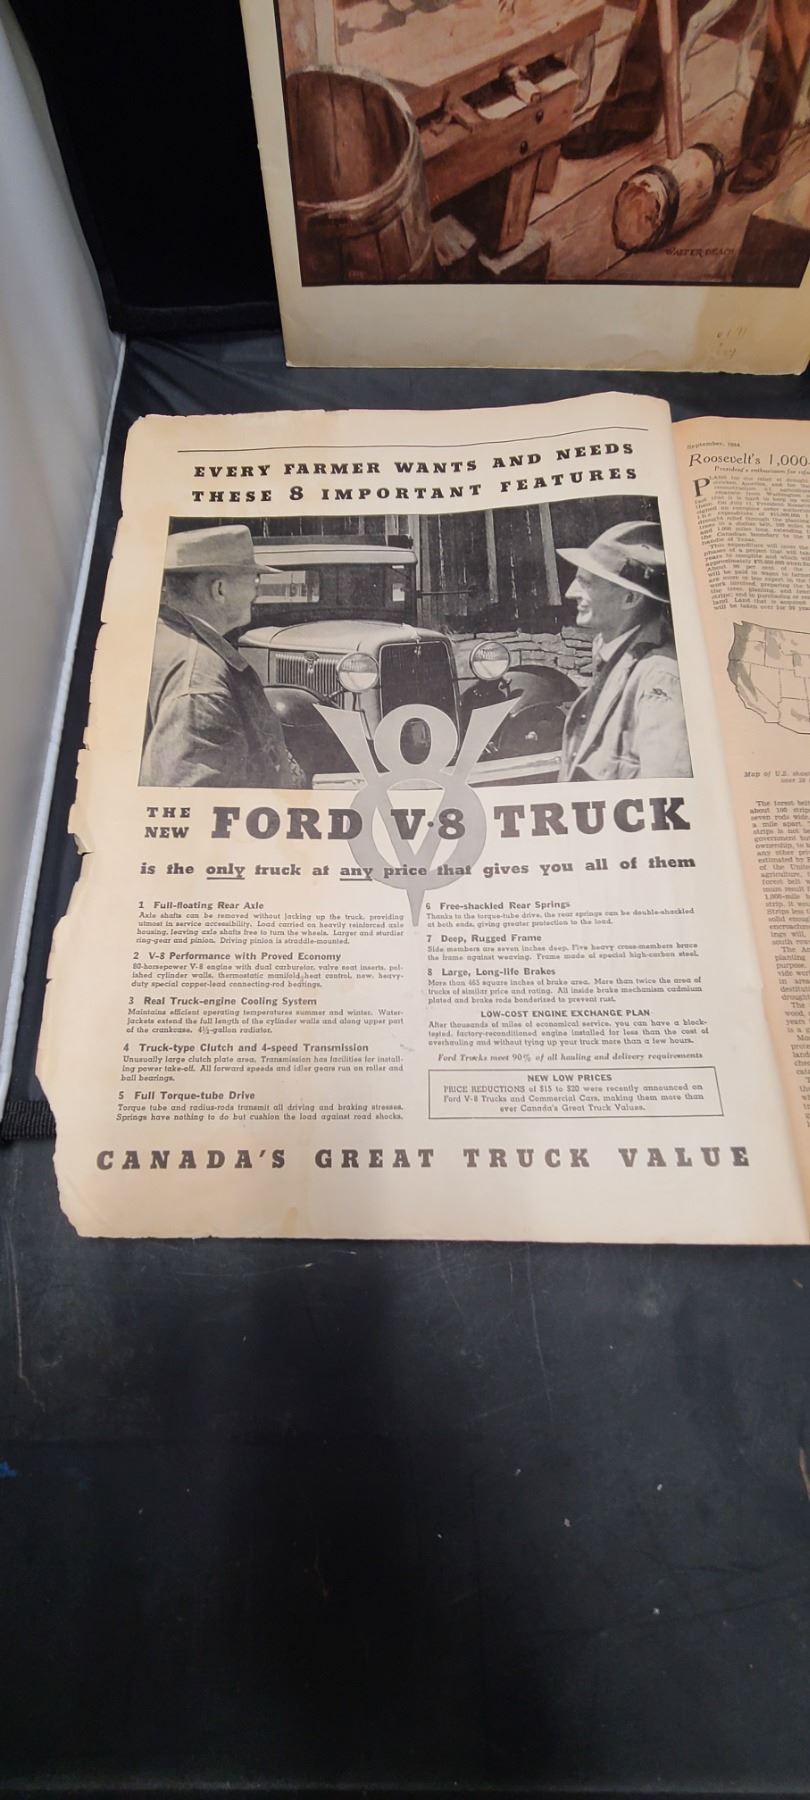 WALTER BEACH
EVERY FARMER WANTS AND NEEDS
THESE 8 IMPORTANT FEATURES
8
THE NEW FORD V·8 TRUCK
is the only truck at any price that gives you all of them
1 Full-floating Rear Axle
Axle shafts can be removed without jacking up the truck, providing
utmost in service accessibility. Load carried on heavily reinforced axle
housing, leaving axle shafts free to turn the wheels. Larger and sturdier
ring-gear and pinion. Driving pinion is straddle-mounted.
2 V-8 Performance with Proved Economy
80-horsepower V-8 engine with dual carburetor, valve seat inserts, pol-
ished cylinder walls, thermostatic manifold heat control, new, heavy-
duty special copper-lead connecting-rod bearings.
3 Real Truck-engine Cooling System
Maintains efficient operating temperatures summer and winter. Water-
jackets extend the full length of the cylinder walls and along upper part
of the crankcase. 4½-gallon radiator.
4 Truck-type Clutch and 4-speed Transmission
Unusually large clutch plate area. Transmission has facilities for install-
ing power take-off. All forward speeds and idler gears run on roller and
ball bearings.
5 Full Torque-tube Drive
Torque tube and radius-rods transmit all driving and braking stresses.
Springs have nothing to do but cushion the load against road shocks.
6 Free-shackled Rear Springs
Thanks to the torque-tube drive, the rear springs can be double-shackled
at both ends, giving greater protection to the load.
7 Deep, Rugged Frame
Side members are seven inches deep. Five heavy cross-members brace
the frame against weaving. Frame made of special high-carbon steel.
8 Large, Long-life Brakes
More than 463 square inches of brake area. More than twice the area of
trucks of similar price and rating. All inside brake mechanism cadmium
plated and brake rods bonderized to prevent rust.
LOW-COST ENGINE EXCHANGE PLAN
After thousands of miles of economical service, you can have a block-
tested, factory-reconditioned engine installed for less than the cost of
overhauling and without tying up your truck more than a few hours.
Ford Trucks meet 90% of all hauling and delivery requirements
NEW LOW PRICES
PRICE REDUCTIONS of $15 to $20 were recently announced on
Ford V-8 Trucks and Commercial Cars, making them more than
ever Canada's Great Truck Values.
CANADA'S GREAT TRUCK VALUE
September, 1934
Roosevelt's 1,000-
President's enthusiasm for
Map of U.S.
The forest belt
about 100 strips
seven rods wide,
a mile apart.